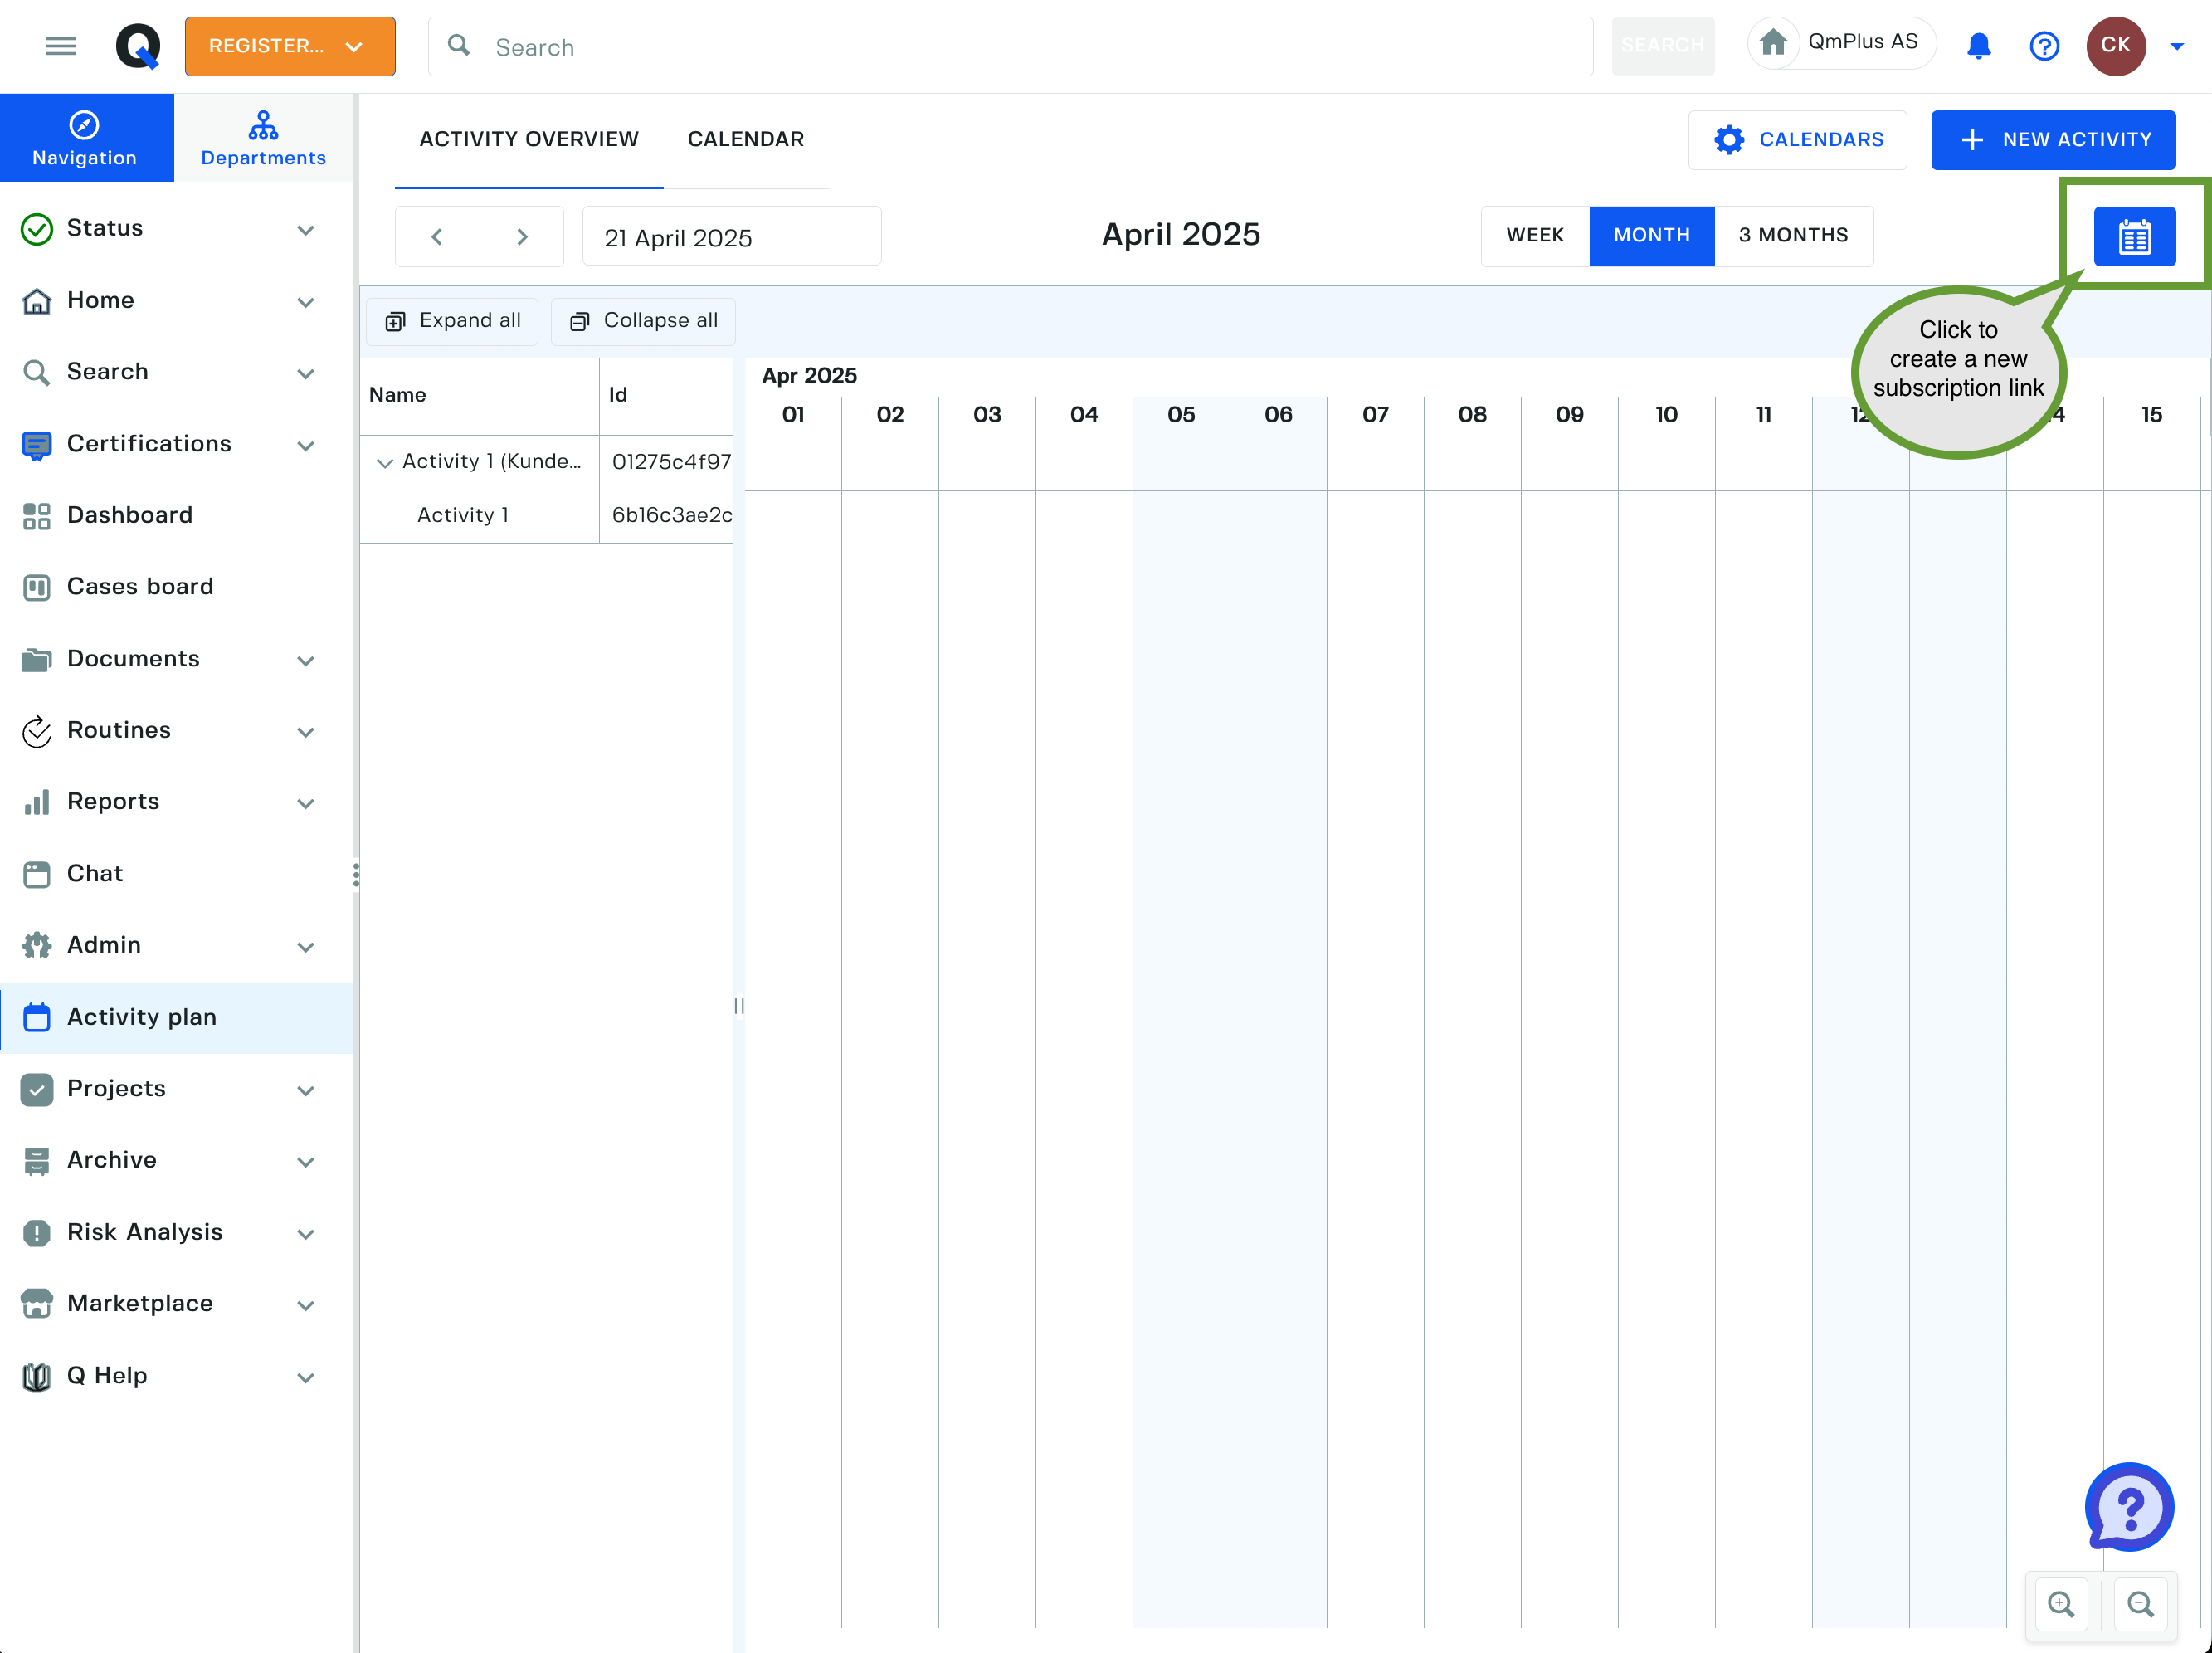 REGISTER...
Search
SEARCH
QmPlus AS
CK
Navigation
Departments
ACTIVITY OVERVIEW
CALENDAR
CALENDARS
NEW ACTIVITY
21 April 2025
April 2025
WEEK
MONTH
3 MONTHS
Expand all
Collapse all
Click to
create a new
subscription link
Name
Id
Apr 2025
01 02 03 04 05 06 07 08 09 10 11 15
Activity 1 (Kunde...
01275c4f97
Activity 1
6b16c3ae2c
Status
Home
Search
Certifications
Dashboard
Cases board
Documents
Routines
Reports
Chat
Admin
Activity plan
Projects
Archive
Risk Analysis
Marketplace
Q Help